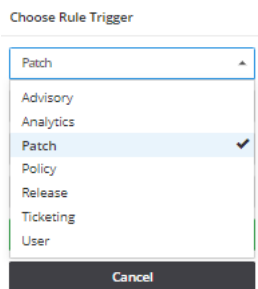 Choose Rule Trigger
Patch
Advisory
Analytics
Patch
Policy
Release
Ticketing
User
Cancel